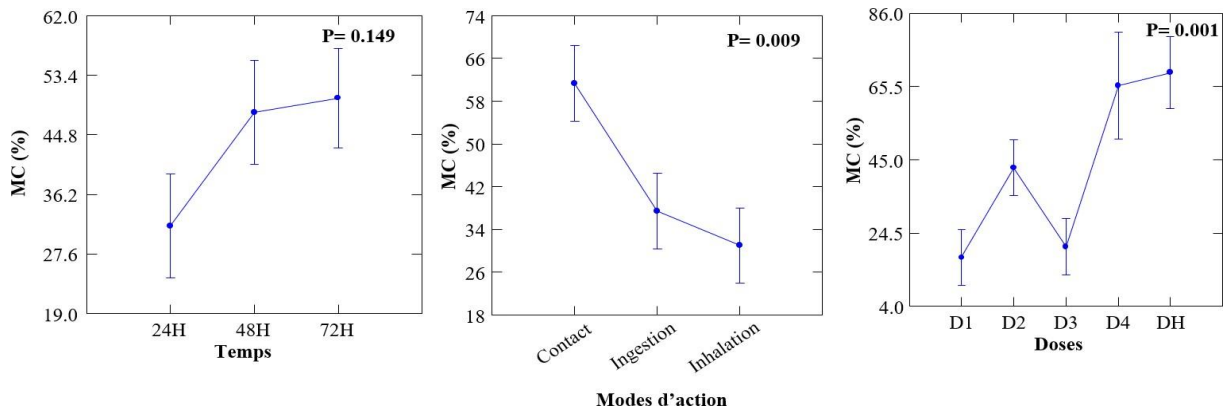 62.0
53.4
44.8
36.2
27.6
19.0
MC (%)
P= 0.149
24H 48H 72H
Temps
74
66
58
50
42
34
26
18
MC (%)
P= 0.009
Contact Ingestion Inhalation
Modes d’action
86.0
65.5
45.0
24.5
4.0
MC (%)
P= 0.001
D1 D2 D3 D4 DH
Doses